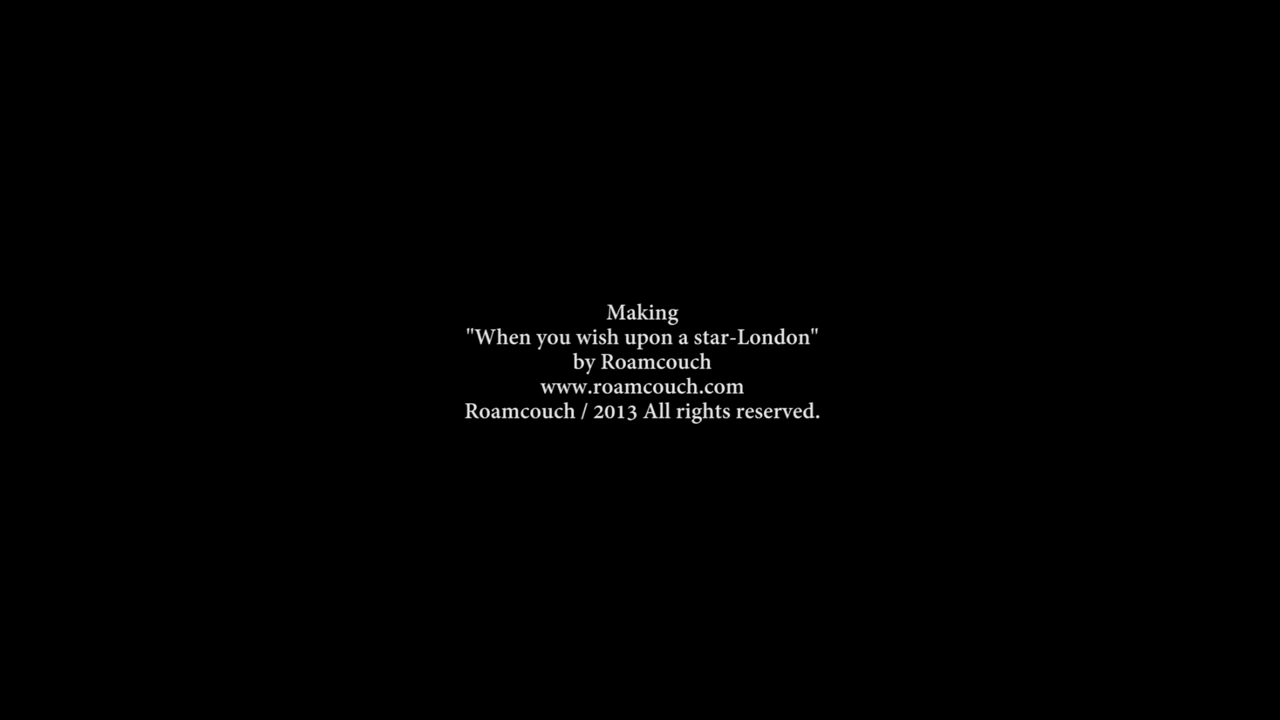 Making
"When you wish upon a star-London"
by Roamcouch
www.roamcouch.com
Roamcouch / 2013 All rights reserved.